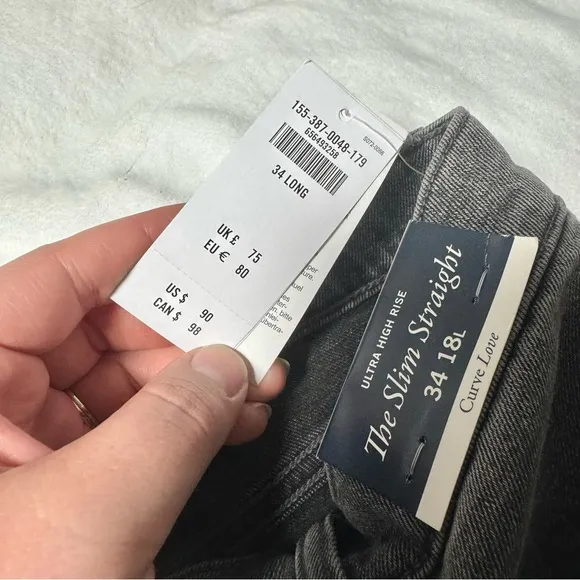 155-387-0048-179
656493258
34 LONG
UK £ 75
EU € 80
US $ 90
CAN $ 98
ULTRA HIGH RISE
The Slim Straight
34 18L
Curve Love